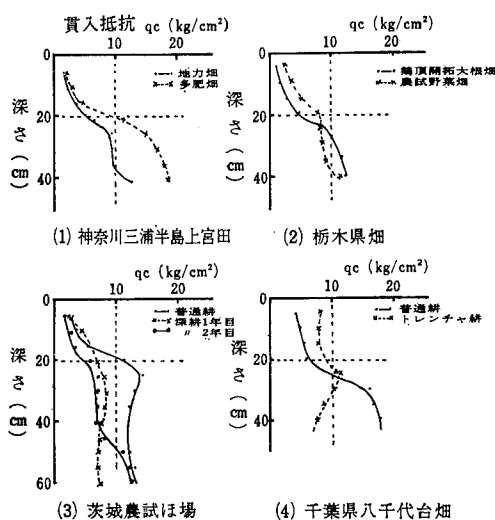 貫入抵抗 qc (kg/cm²)
0 10 20
地力畑
多肥畑
深さ(cm)
0
20
40
(1) 神奈川三浦半島上宮田
qc (kg/cm²)
0 10 20
鶏頂開拓大根畑
農試野菜畑
深さ(cm)
0
20
40
(2) 栃木県畑
qc (kg/cm²)
0 10 20
普通耕
深耕1年目
〃 2年目
深さ(cm)
0
20
40
60
(3) 茨城農試ほ場
qc (kg/cm²)
0 10 20
普通耕
トレンチャ耕
深さ(cm)
0
20
40
(4) 千葉県八千代台畑